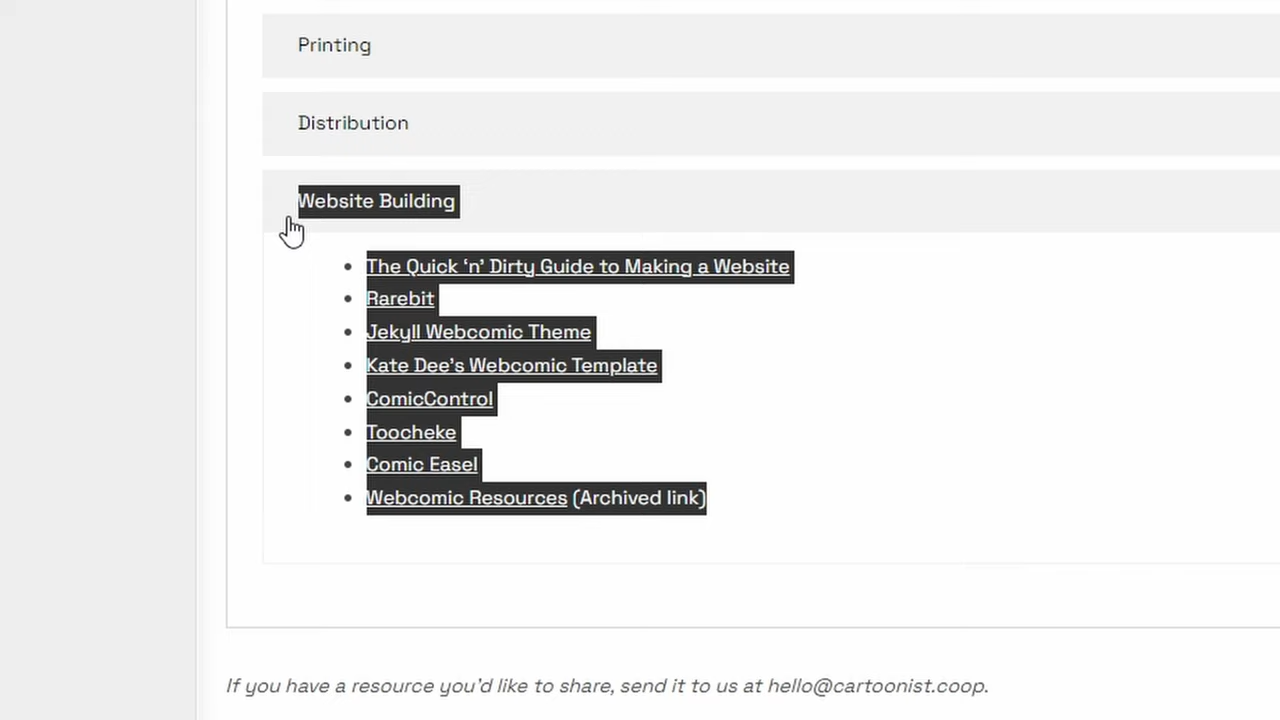 Printing
Distribution
Website Building
The Quick ‘n’ Dirty Guide to Making a Website
Rarebit
Jekyll Webcomic Theme
Kate Dee’s Webcomic Template
ComicControl
Toocheke
Comic Easel
Webcomic Resources (Archived link)
If you have a resource you’d like to share, send it to us at hello@cartoonist.coop.